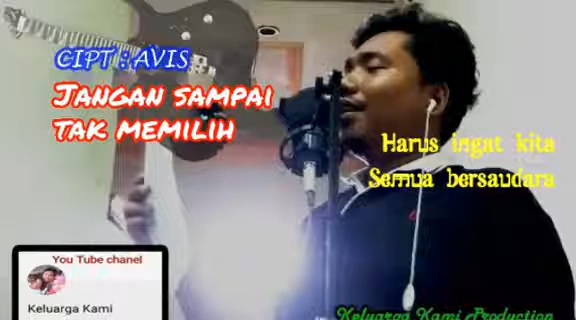 CIPT : AVIS
Jangan sampai
tak memilih
Harus ingat kita
Semua bersaudara
You Tube chanel
Keluarga Kami
Keluarga Kami Production